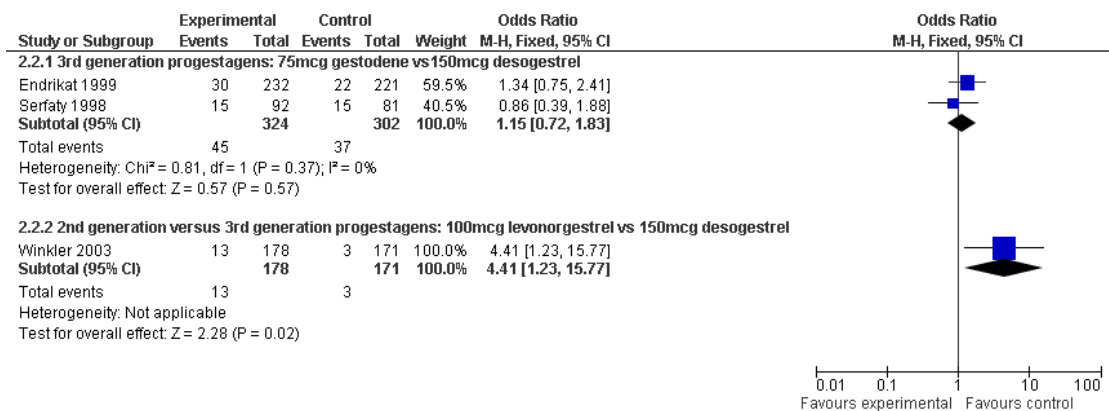 Experimental Control Odds Ratio Odds Ratio
Study or Subgroup Events Total Events Total Weight M-H, Fixed, 95% CI M-H, Fixed, 95% CI
2.2.1 3rd generation progestagens: 75mcg gestodene vs150mcg desogestrel
Endrikat 1999 30 232 22 221 59.5% 1.34 [0.75, 2.41]
Serfaty 1998 15 92 15 81 40.5% 0.86 [0.39, 1.88]
Subtotal (95% CI) 324 302 100.0% 1.15 [0.72, 1.83]
Total events 45 37
Heterogeneity: Chi² = 0.81, df = 1 (P = 0.37); I² = 0%
Test for overall effect: Z = 0.57 (P = 0.57)
2.2.2 2nd generation versus 3rd generation progestagens: 100mcg levonorgestrel vs 150mcg desogestrel
Winkler 2003 13 178 3 171 100.0% 4.41 [1.23, 15.77]
Subtotal (95% CI) 178 171 100.0% 4.41 [1.23, 15.77]
Total events 13 3
Heterogeneity: Not applicable
Test for overall effect: Z = 2.28 (P = 0.02)
0.01 0.1 1 10 100
Favours experimental Favours control